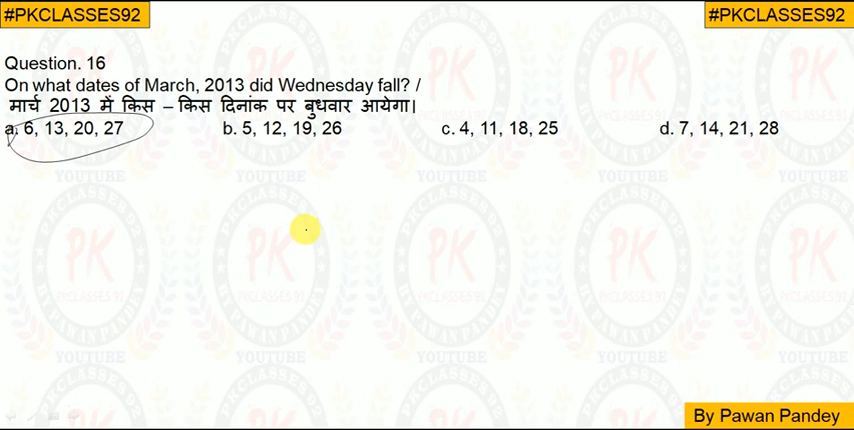 #PKCLASSES92
#PKCLASSES92
Question. 16
On what dates of March, 2013 did Wednesday fall? /
मार्च 2013 में किस – किस दिनांक पर बुधवार आयेगा।
a. 6, 13, 20, 27 b. 5, 12, 19, 26 c. 4, 11, 18, 25 d. 7, 14, 21, 28
By Pawan Pandey